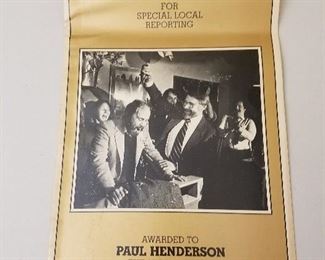 FOR
SPECIAL LOCAL
REPORTING
AWARDED TO
PAUL HENDERSON